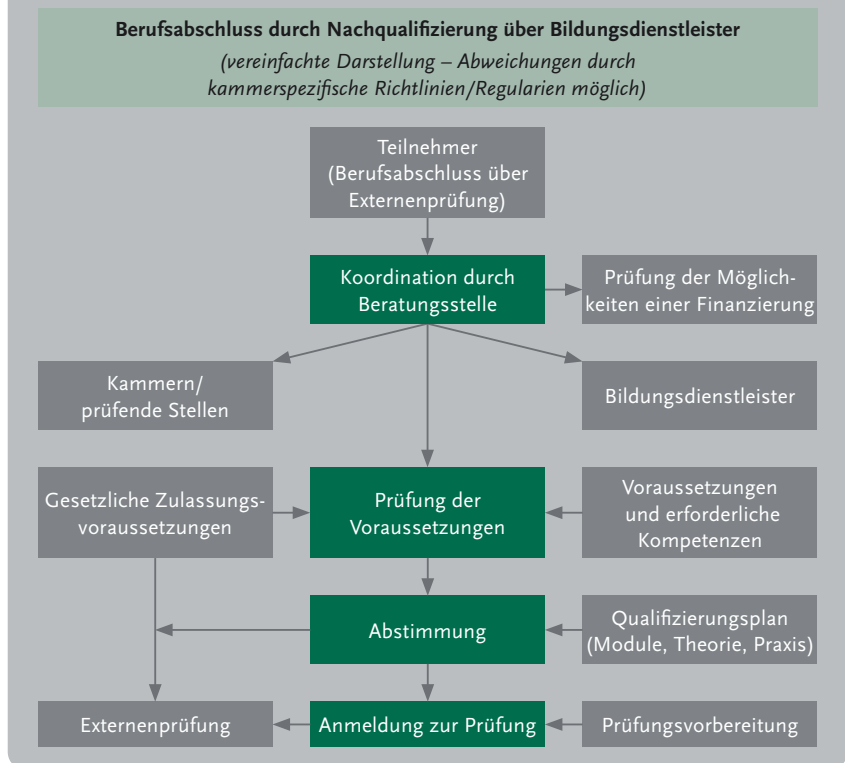 Berufsabschluss durch Nachqualifizierung über Bildungsdienstleister
(vereinfachte Darstellung – Abweichungen durch
kammerspezifische Richtlinien/Regularien möglich)
Teilnehmer
(Berufsabschluss über
Externenprüfung)
Koordination durch
Beratungsstelle
Prüfung der Möglich-
keiten einer Finanzierung
Kammern/
prüfende Stellen
Bildungsdienstleister
Gesetzliche Zulassungs-
voraussetzungen
Prüfung der
Voraussetzungen
Voraussetzungen
und erforderliche
Kompetenzen
Abstimmung
Qualifizierungsplan
(Module, Theorie, Praxis)
Externenprüfung
Anmeldung zur Prüfung
Prüfungsvorbereitung